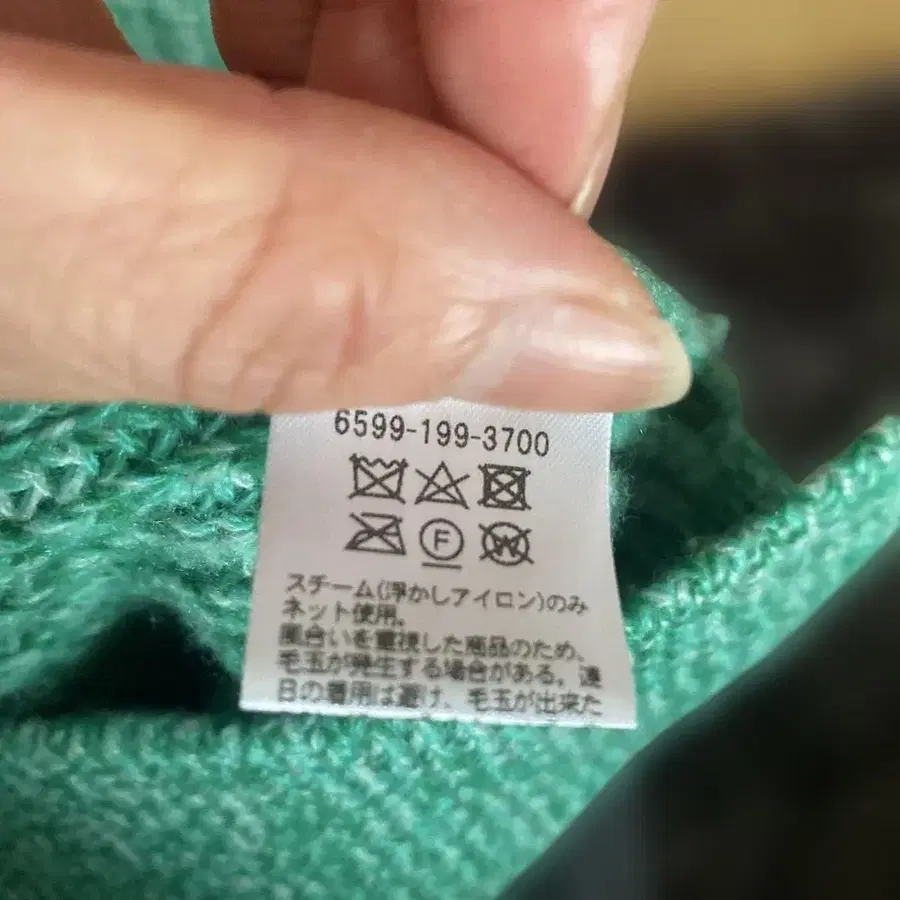 6599-199-3700
F
W
スチーム(浮かしアイロン)のみ
ネット使用。
風合いを重視した商品のため、
毛玉が発生する場合がある。連
日の着用は避け、毛玉が出来た